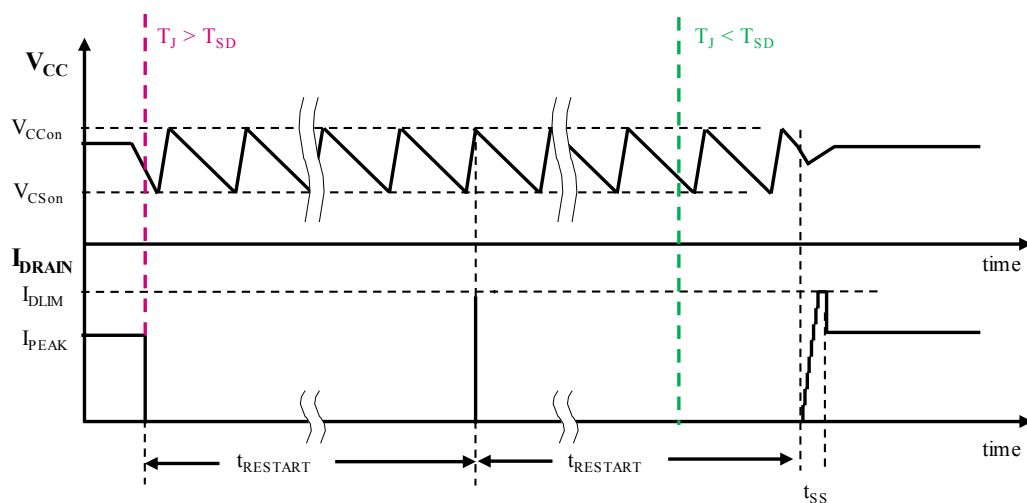 T_J > T_SD
T_J < T_SD
V_CC
V_CCon
V_CSon
time
I_DRAIN
I_DLIM
I_PEAK
time
t_RESTART
t_RESTART
t_SS